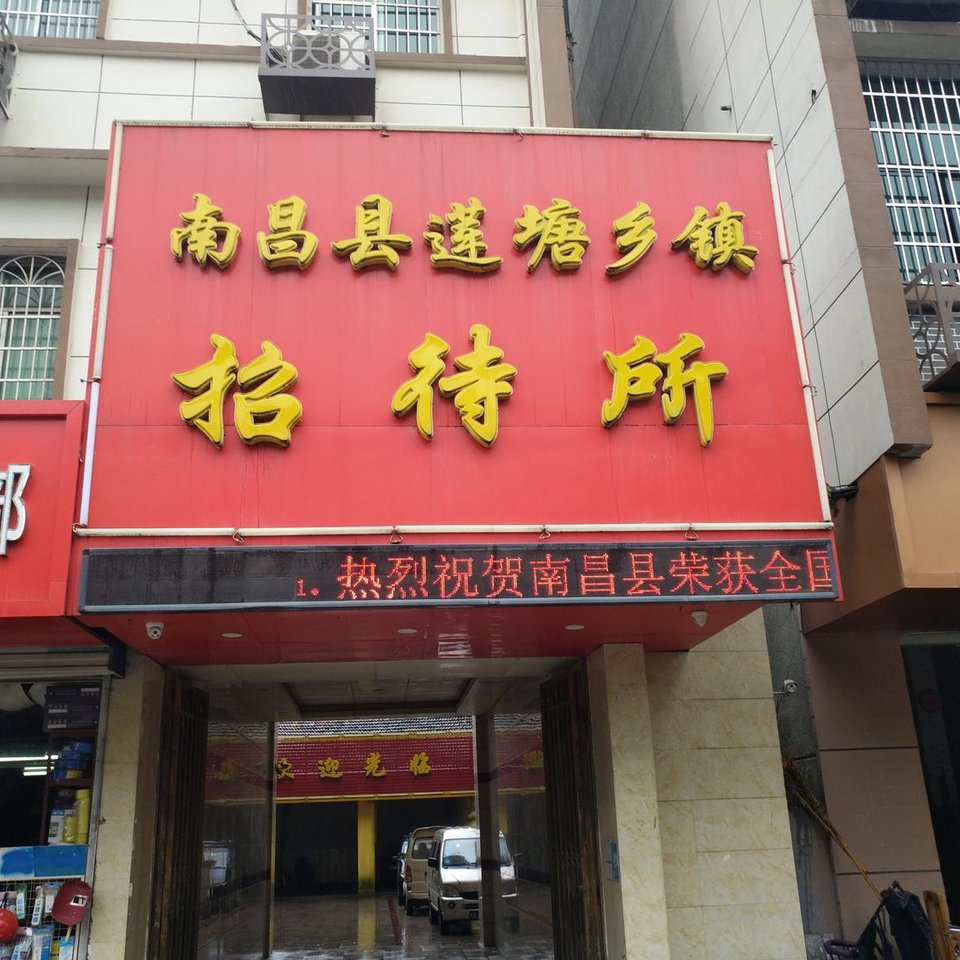 南昌县莲塘乡镇
招待所
部
1。热烈祝贺南昌县荣获全国
欢迎光临